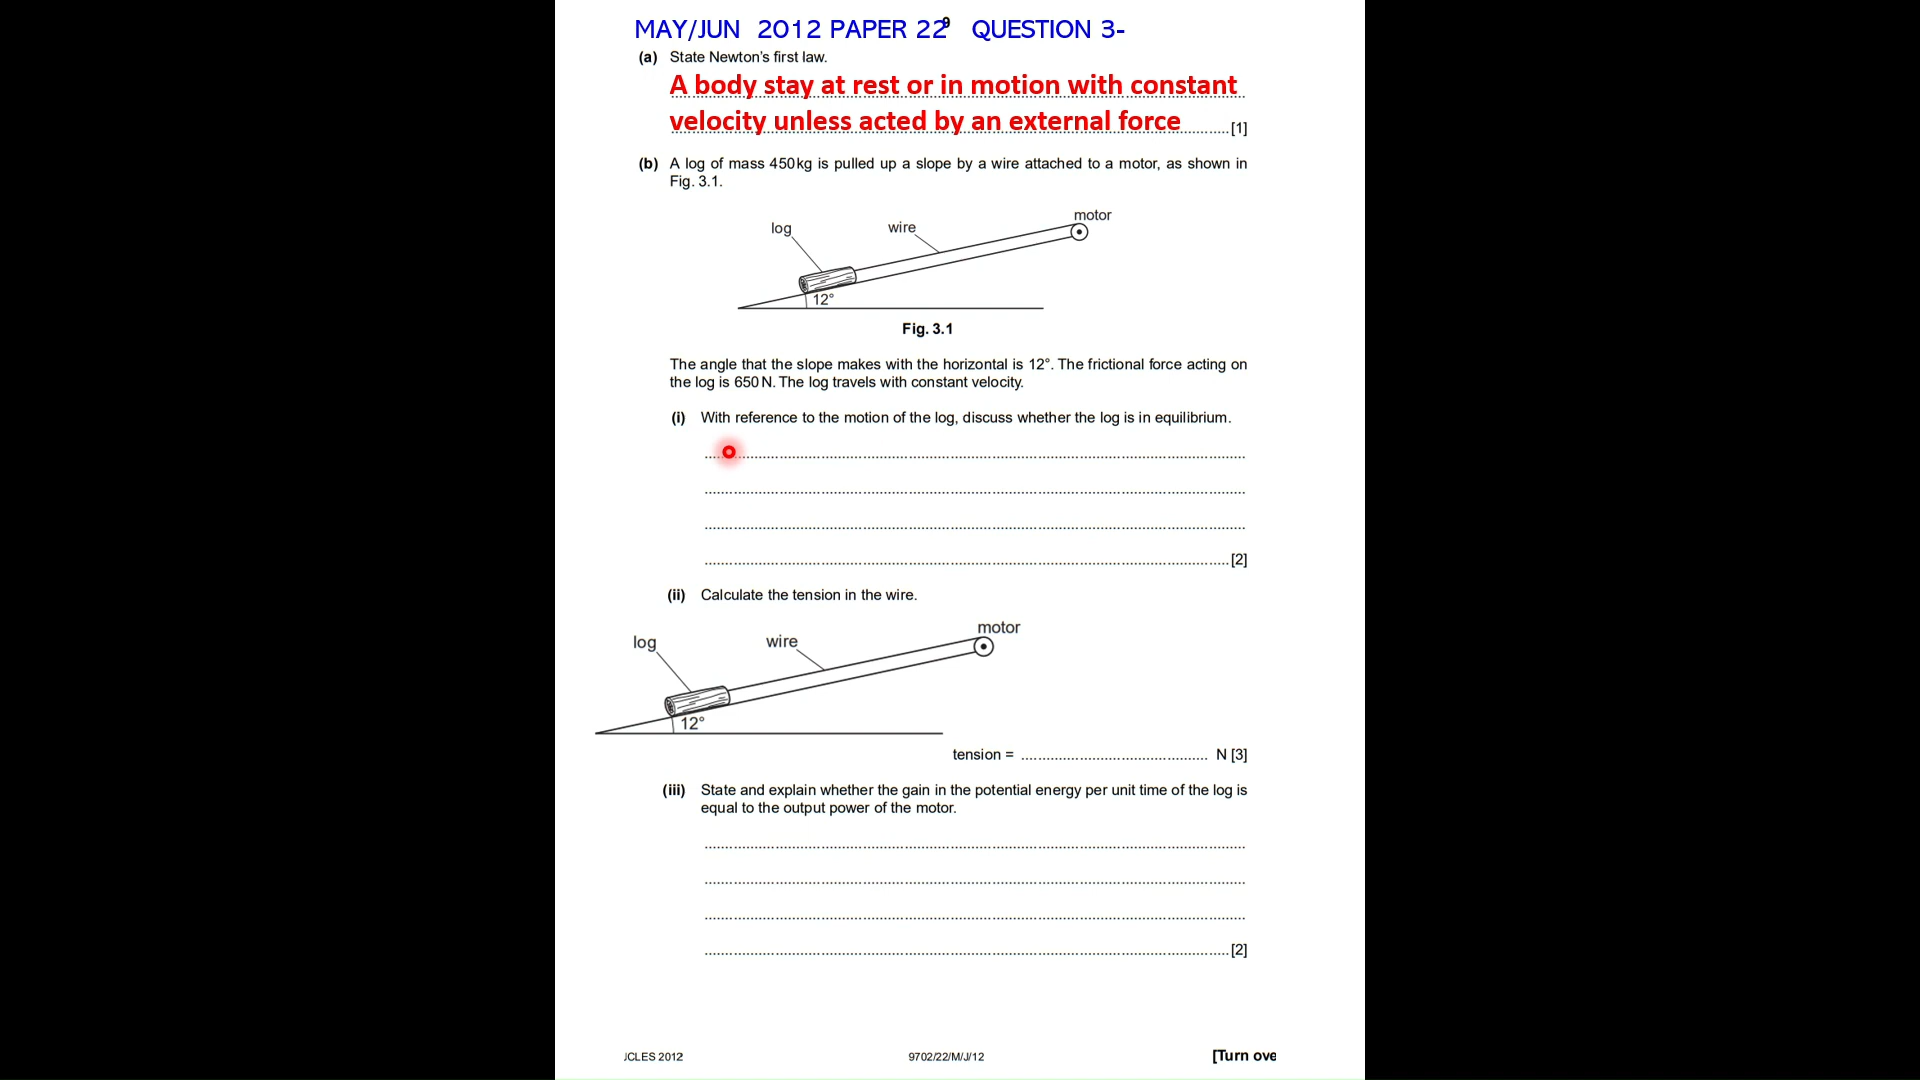 MAY/JUN 2012 PAPER 22 9 QUESTION 3-
(a) State Newton's first law.
A body stay at rest or in motion with constant
velocity unless acted by an external force [1]
(b) A log of mass 450 kg is pulled up a slope by a wire attached to a motor, as shown in
Fig. 3.1.
motor
log wire
12°
Fig. 3.1
The angle that the slope makes with the horizontal is 12°. The frictional force acting on
the log is 650 N. The log travels with constant velocity.
(i) With reference to the motion of the log, discuss whether the log is in equilibrium.
[2]
(ii) Calculate the tension in the wire.
motor
log wire
12°
tension = ............................................. N [3]
(iii) State and explain whether the gain in the potential energy per unit time of the log is
equal to the output power of the motor.
[2]
JCLES 2012 9702/22/M/J/12 [Turn ove